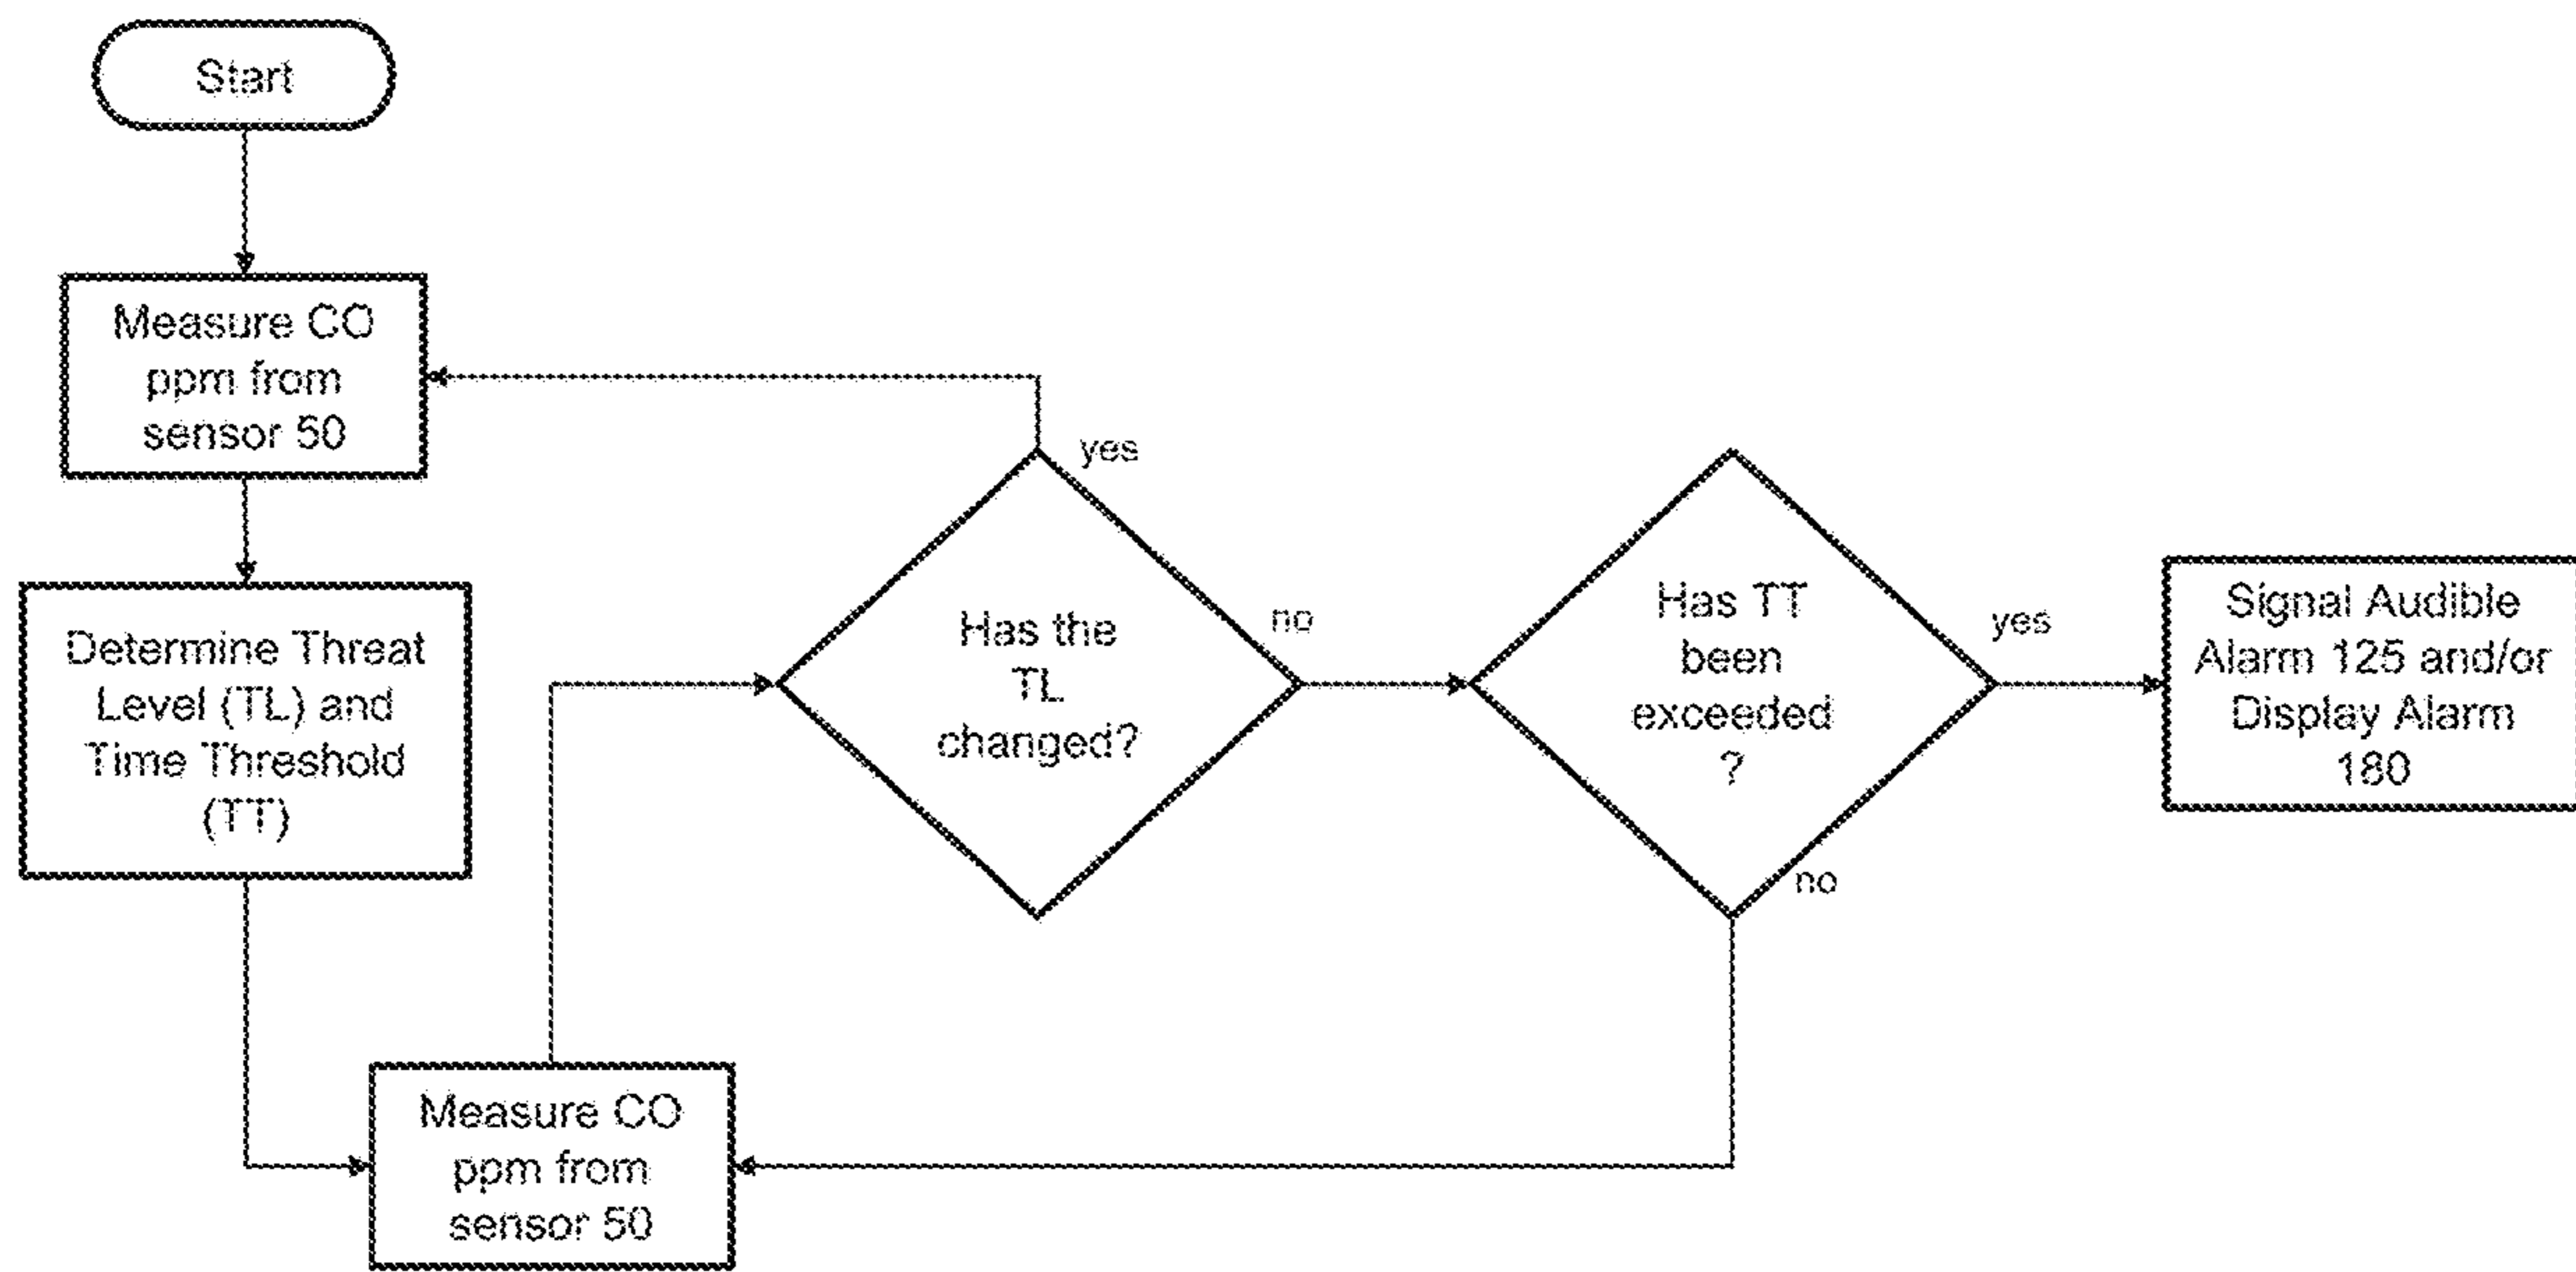 Start
Measure CO
ppm from
sensor 50
Determine Threat
Level (TL) and
Time Threshold
(TT)
Measure CO
ppm from
sensor 50
yes
Has the
TL
changed?
no
Has TT
been
exceeded
?
yes
no
Signal Audible
Alarm 125 and/or
Display Alarm
180